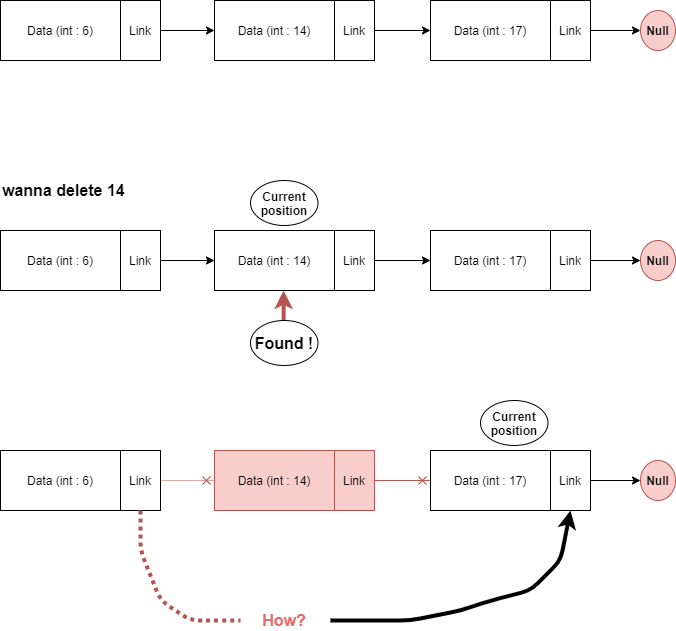 Data (int : 6) Link Data (int : 14) Link Data (int : 17) Link Null
wanna delete 14
Current
position
Data (int : 6) Link Data (int : 14) Link Data (int : 17) Link Null
Found !
Current
position
Data (int : 6) Link Data (int : 14) Link Data (int : 17) Link Null
How?